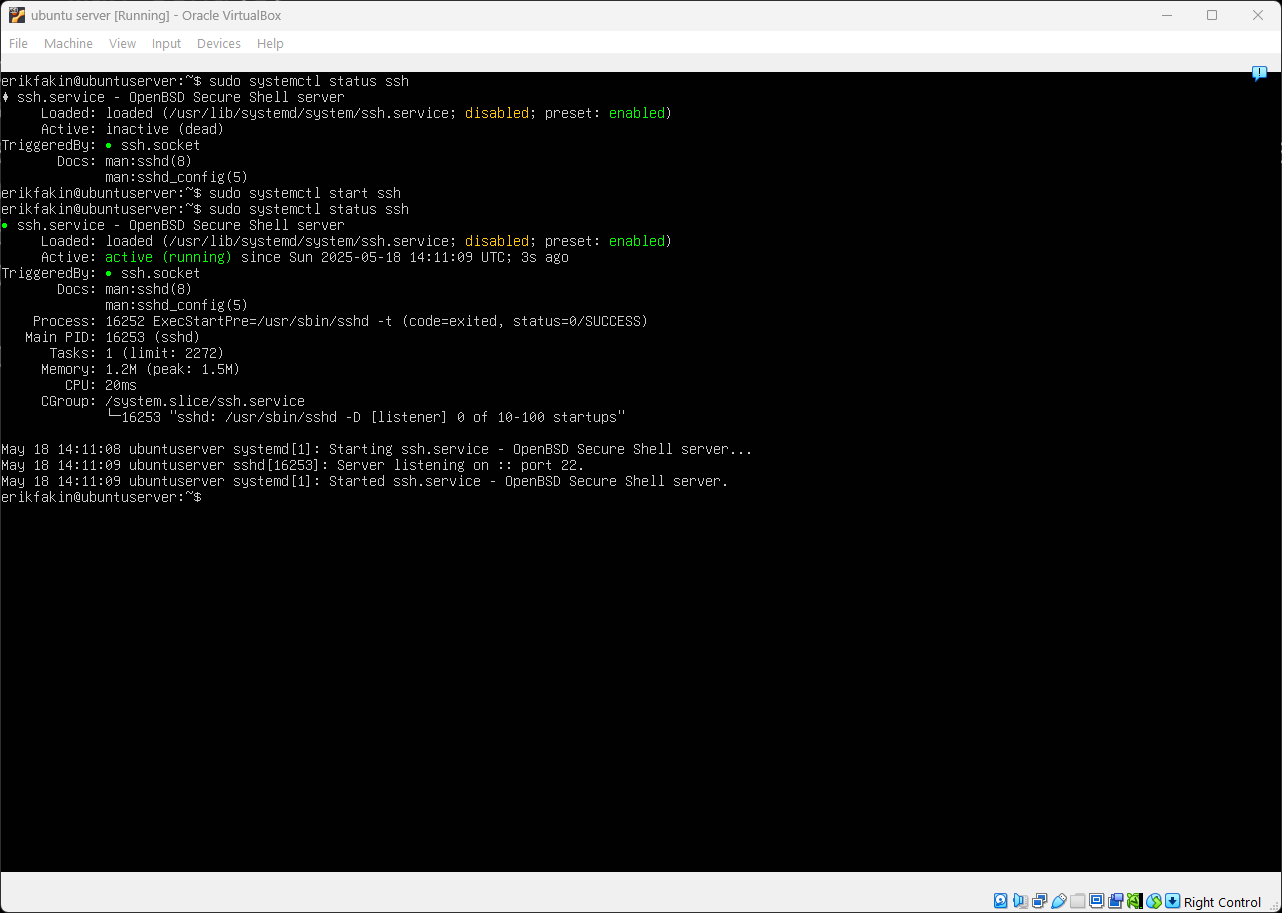 ubuntu server [Running] - Oracle VirtualBox
File Machine View Input Devices Help
erikfakin@ubuntuserver:~$ sudo systemctl status ssh
♦ ssh.service - OpenBSD Secure Shell server
     Loaded: loaded (/usr/lib/systemd/system/ssh.service; disabled; preset: enabled)
     Active: inactive (dead)
TriggeredBy: ● ssh.socket
       Docs: man:sshd(8)
             man:sshd_config(5)
erikfakin@ubuntuserver:~$ sudo systemctl start ssh
erikfakin@ubuntuserver:~$ sudo systemctl status ssh
● ssh.service - OpenBSD Secure Shell server
     Loaded: loaded (/usr/lib/systemd/system/ssh.service; disabled; preset: enabled)
     Active: active (running) since Sun 2025-05-18 14:11:09 UTC; 3s ago
TriggeredBy: ● ssh.socket
       Docs: man:sshd(8)
             man:sshd_config(5)
    Process: 16252 ExecStartPre=/usr/sbin/sshd -t (code=exited, status=0/SUCCESS)
   Main PID: 16253 (sshd)
      Tasks: 1 (limit: 2272)
     Memory: 1.2M (peak: 1.5M)
        CPU: 20ms
     CGroup: /system.slice/ssh.service
             └─16253 "sshd: /usr/sbin/sshd -D [listener] 0 of 10-100 startups"
May 18 14:11:08 ubuntuserver systemd[1]: Starting ssh.service - OpenBSD Secure Shell server...
May 18 14:11:09 ubuntuserver sshd[16253]: Server listening on :: port 22.
May 18 14:11:09 ubuntuserver systemd[1]: Started ssh.service - OpenBSD Secure Shell server.
erikfakin@ubuntuserver:~$
Right Control